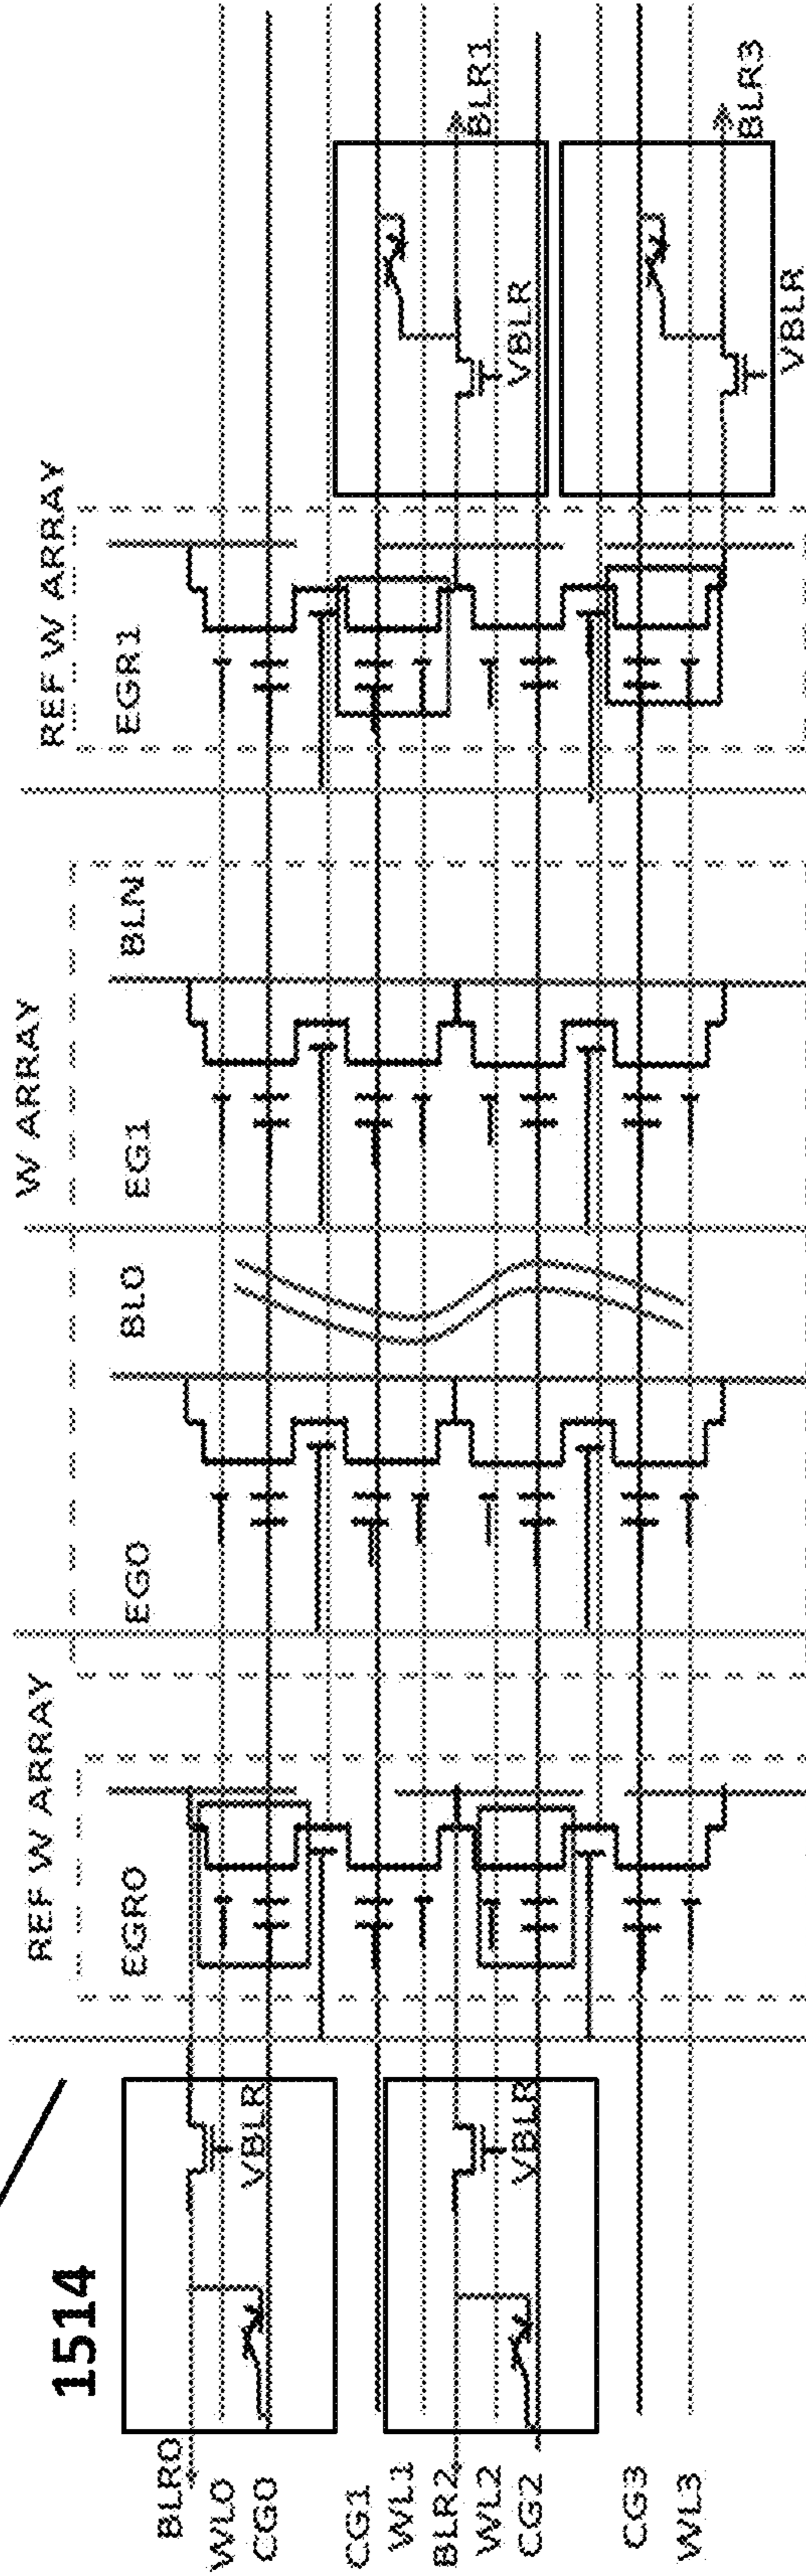 1514
REF W ARRAY
W ARRAY
REF W ARRAY
EGR0
EG0
BL0
EG1
BLN
EGR1
BLR0
WL0
VBLR
CG0
CG1
WL1
BLR2
BLR1
WL2
VBLR
VBLR
CG2
CG3
WL3
BLR3
VBLR